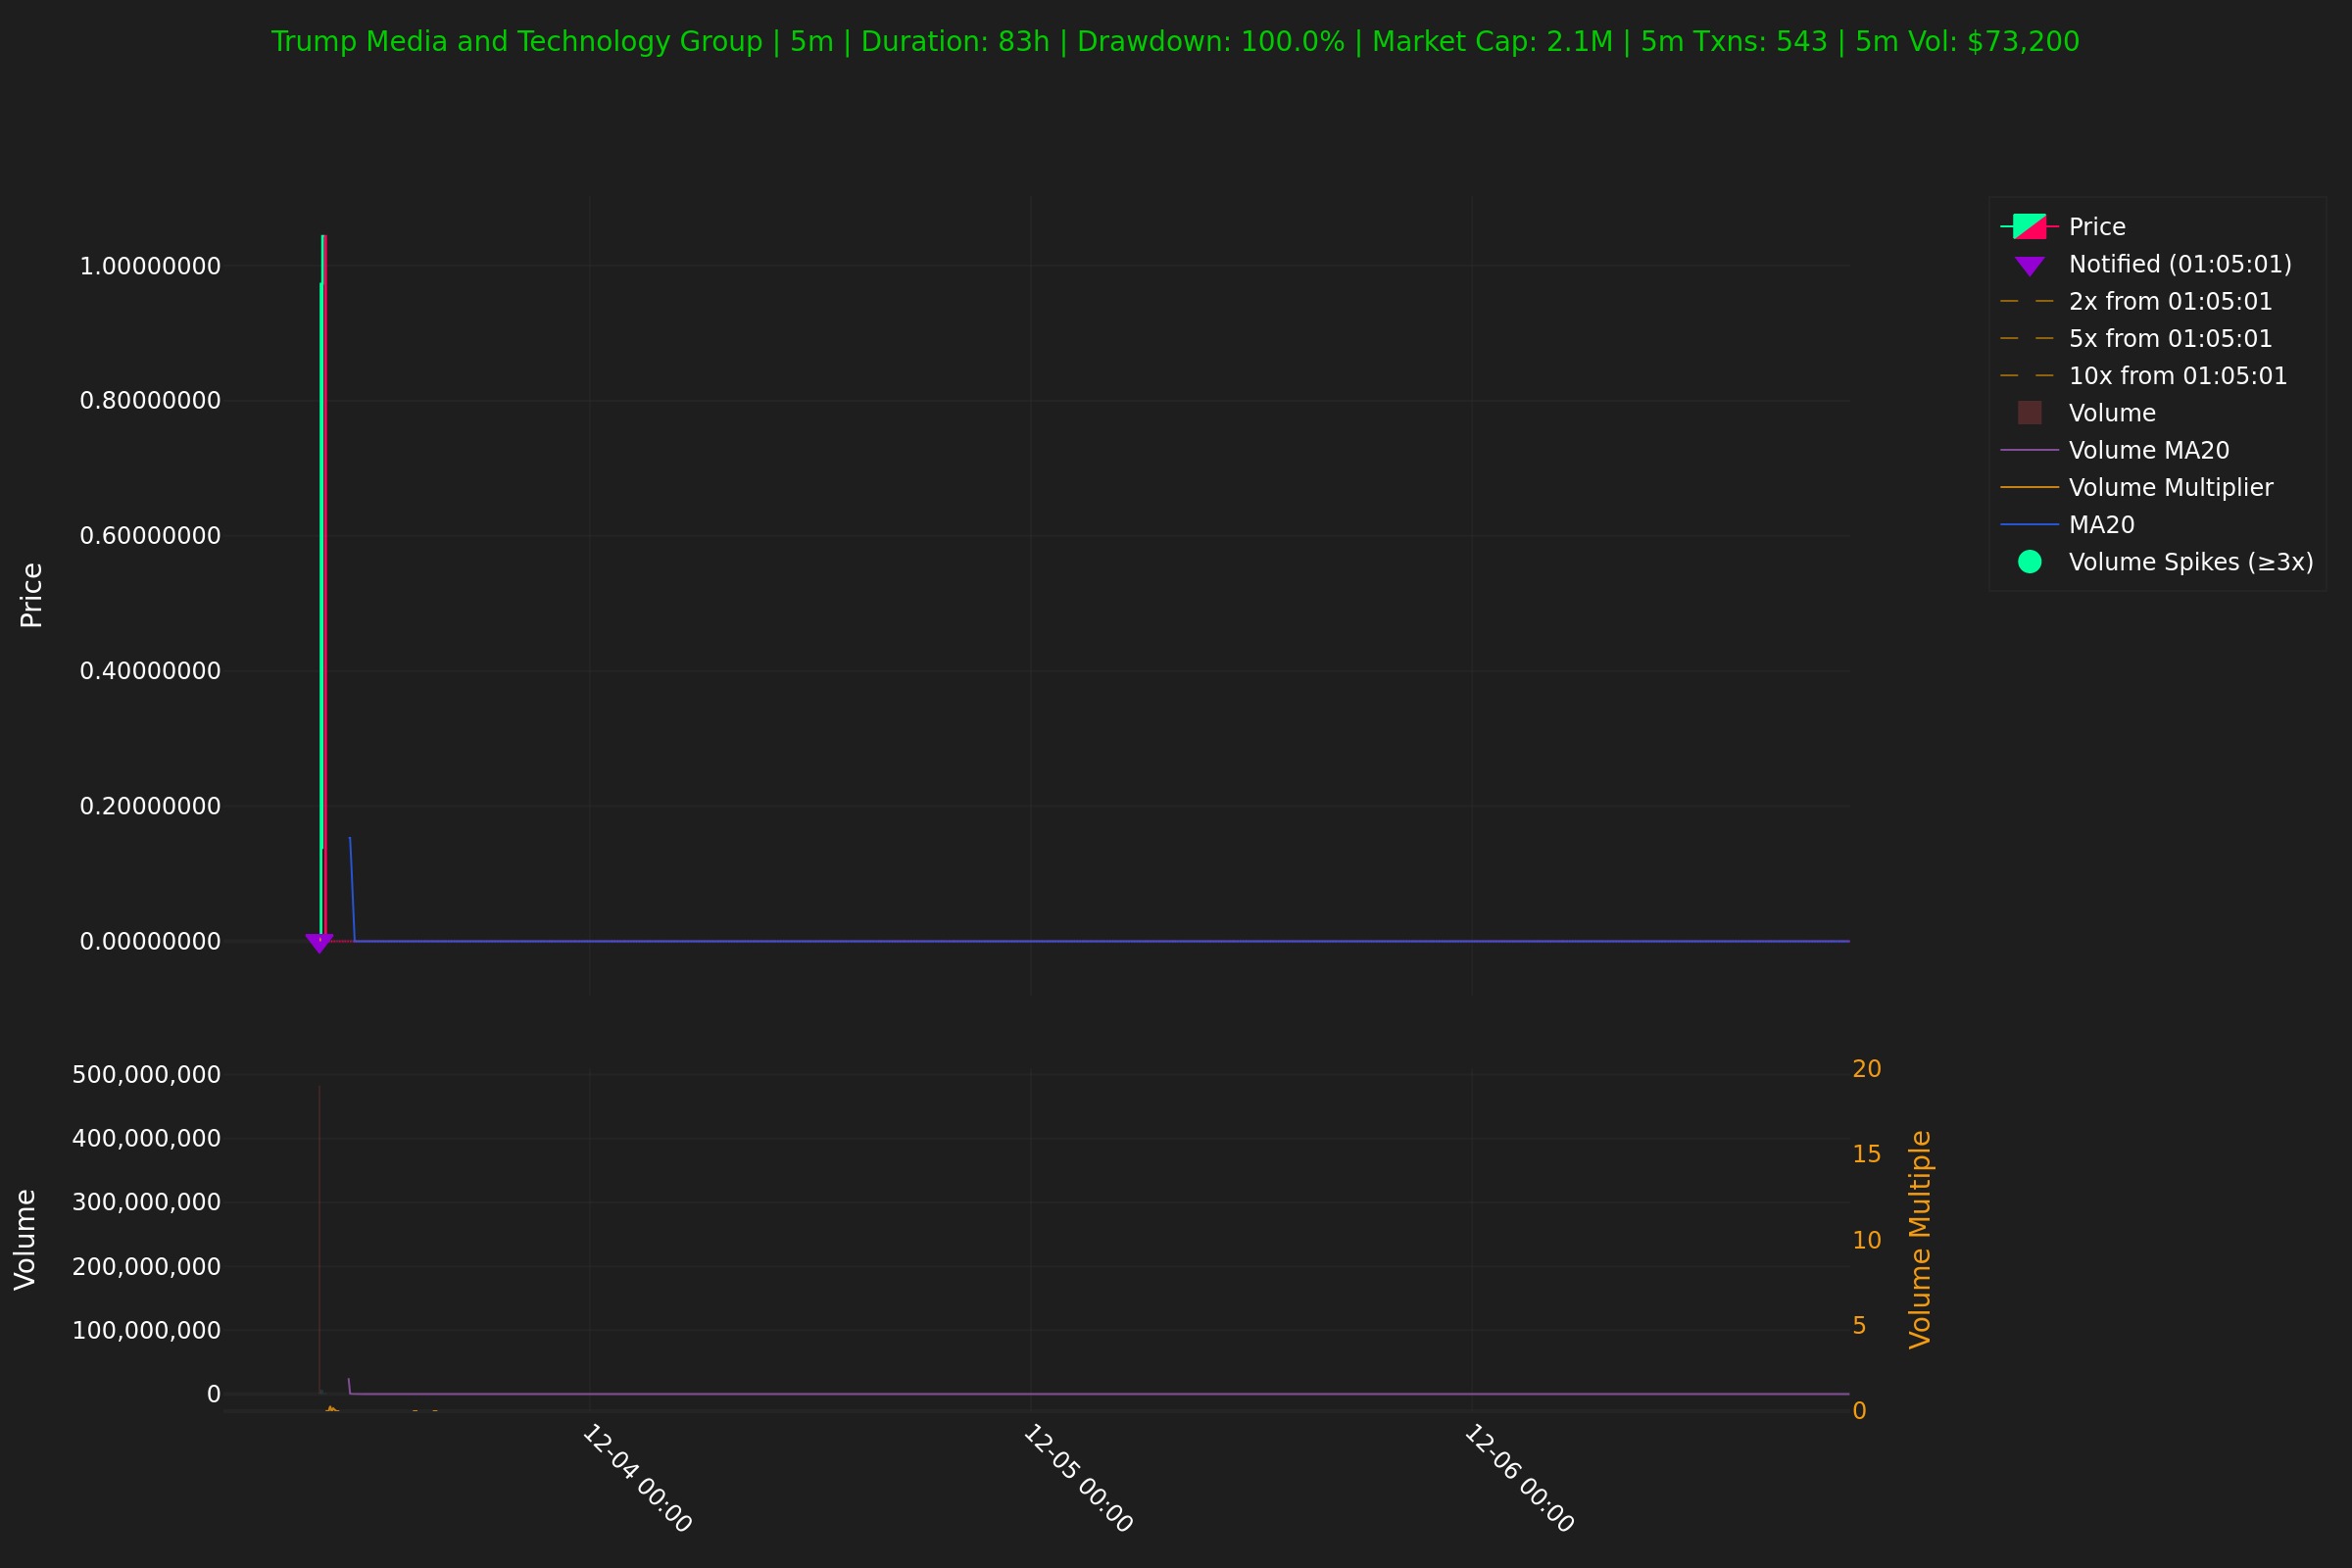 Trump Media and Technology Group | 5m | Duration: 83h | Drawdown: 100.0% | Market Cap: 2.1M | 5m Txns: 543 | 5m Vol: $73,200
Price
1.00000000
0.80000000
0.60000000
0.40000000
0.20000000
0.00000000
Price
Notified (01:05:01)
2x from 01:05:01
5x from 01:05:01
10x from 01:05:01
Volume
Volume MA20
Volume Multiplier
MA20
Volume Spikes (≥3x)
Volume
500,000,000
400,000,000
300,000,000
200,000,000
100,000,000
0
20
15
10
5
0
Volume Multiple
12-04 00:00
12-05 00:00
12-06 00:00